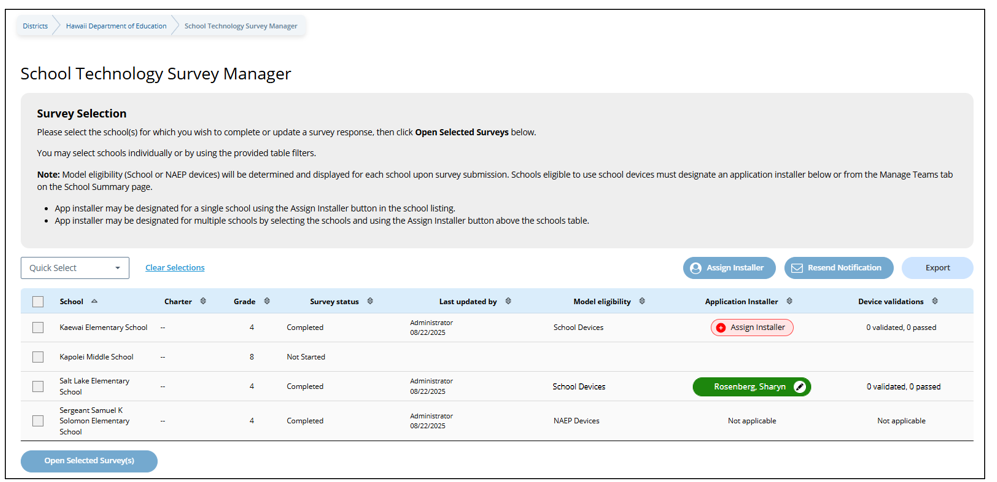 Districts Hawaii Department of Education School Technology Survey Manager
School Technology Survey Manager
Survey Selection
Please select the school(s) for which you wish to complete or update a survey response, then click Open Selected Surveys below.
You may select schools individually or by using the provided table filters.
Note: Model eligibility (School or NAEP devices) will be determined and displayed for each school upon survey submission. Schools eligible to use school devices must designate an application installer below or from the Manage Teams tab
on the School Summary page.
• App installer may be designated for a single school using the Assign Installer button in the school listing.
• App installer may be designated for multiple schools by selecting the schools and using the Assign Installer button above the schools table.
Quick Select Clear Selections Assign Installer Resend Notification Export
School Charter Grade Survey status Last updated by Model eligibility Application Installer Device validations
Kaewai Elementary School -- 4 Completed Administrator 08/22/2025 School Devices Assign Installer 0 validated, 0 passed
Kapolei Middle School -- 8 Not Started
Salt Lake Elementary School -- 4 Completed Administrator 08/22/2025 School Devices Rosenberg, Sharyn 0 validated, 0 passed
Sergeant Samuel K Solomon Elementary School -- 4 Completed Administrator 08/22/2025 NAEP Devices Not applicable Not applicable
Open Selected Survey(s)